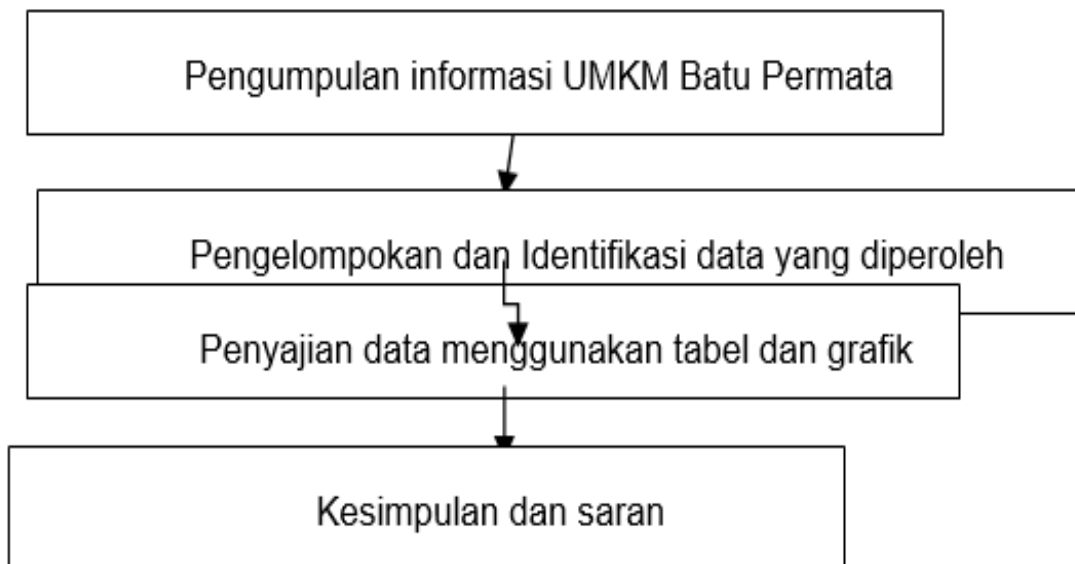 Pengumpulan informasi UMKM Batu Permata
Pengelompokan dan Identifikasi data yang diperoleh
Penyajian data menggunakan tabel dan grafik
Kesimpulan dan saran